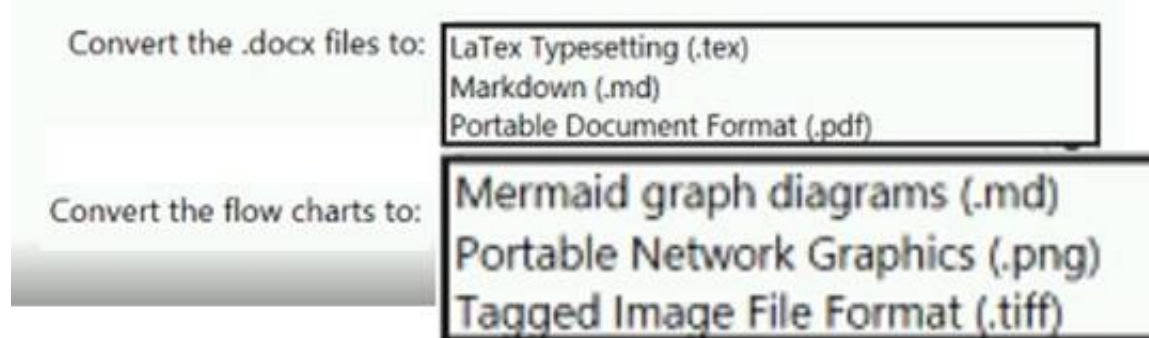 Convert the .docx files to:
LaTex Typesetting (.tex)
Markdown (.md)
Portable Document Format (.pdf)
Convert the flow charts to:
Mermaid graph diagrams (.md)
Portable Network Graphics (.png)
Tagged Image File Format (.tiff)